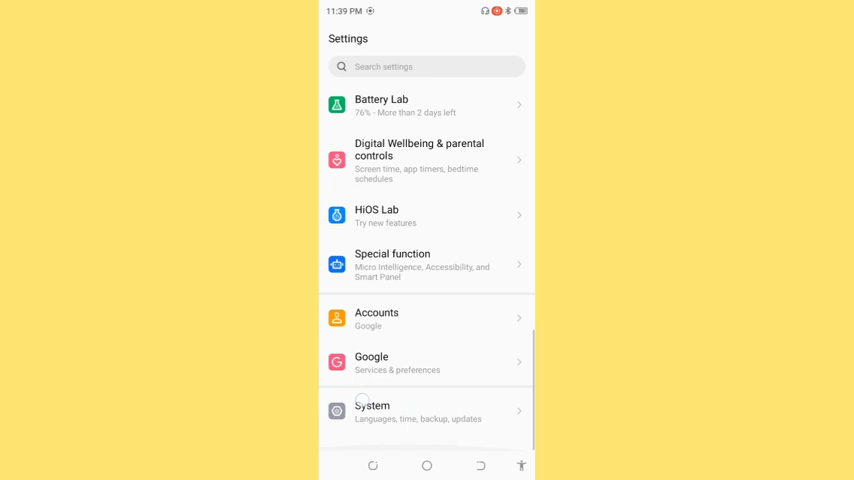 11:39 PM
Settings
Search settings
Battery Lab
76% - More than 2 days left
Digital Wellbeing & parental
controls
Screen time, app timers, bedtime
schedules
HiOS Lab
Try new features
Special function
Micro Intelligence, Accessibility, and
Smart Panel
Accounts
Google
Google
Services & preferences
System
Languages, time, backup, updates